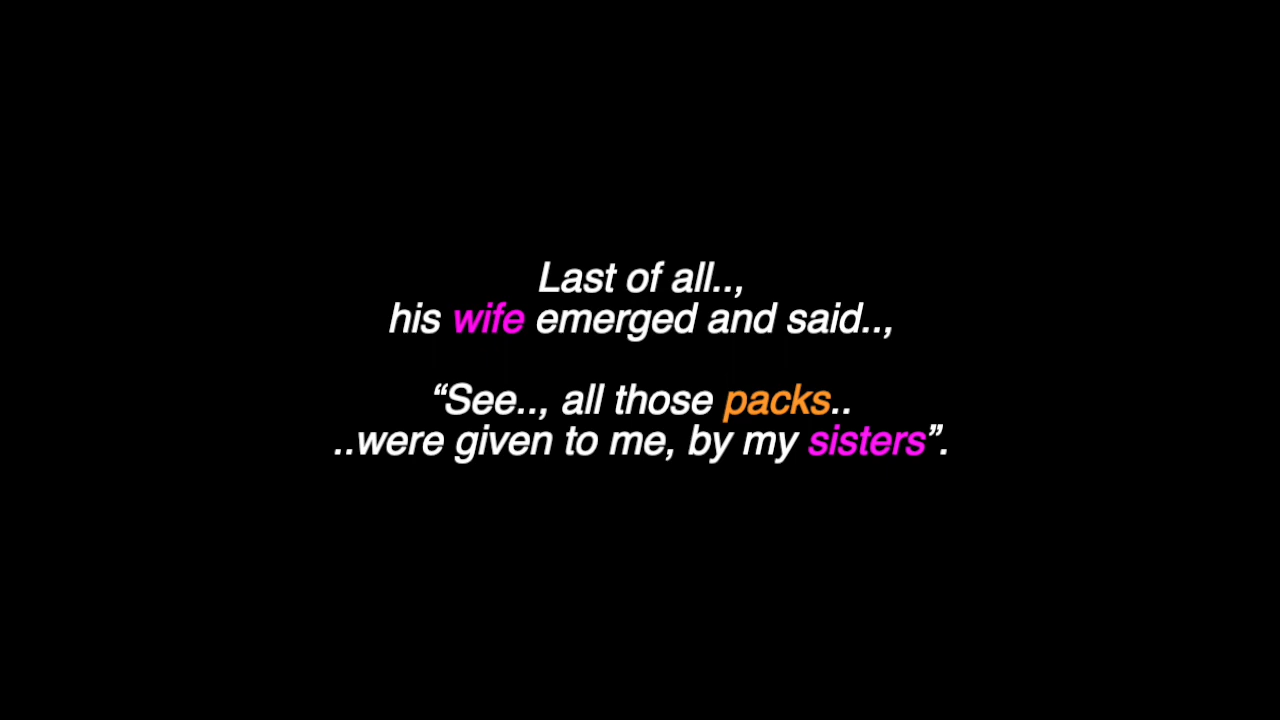 Last of all..,
his wife emerged and said..,
“See.., all those packs..
..were given to me, by my sisters”.